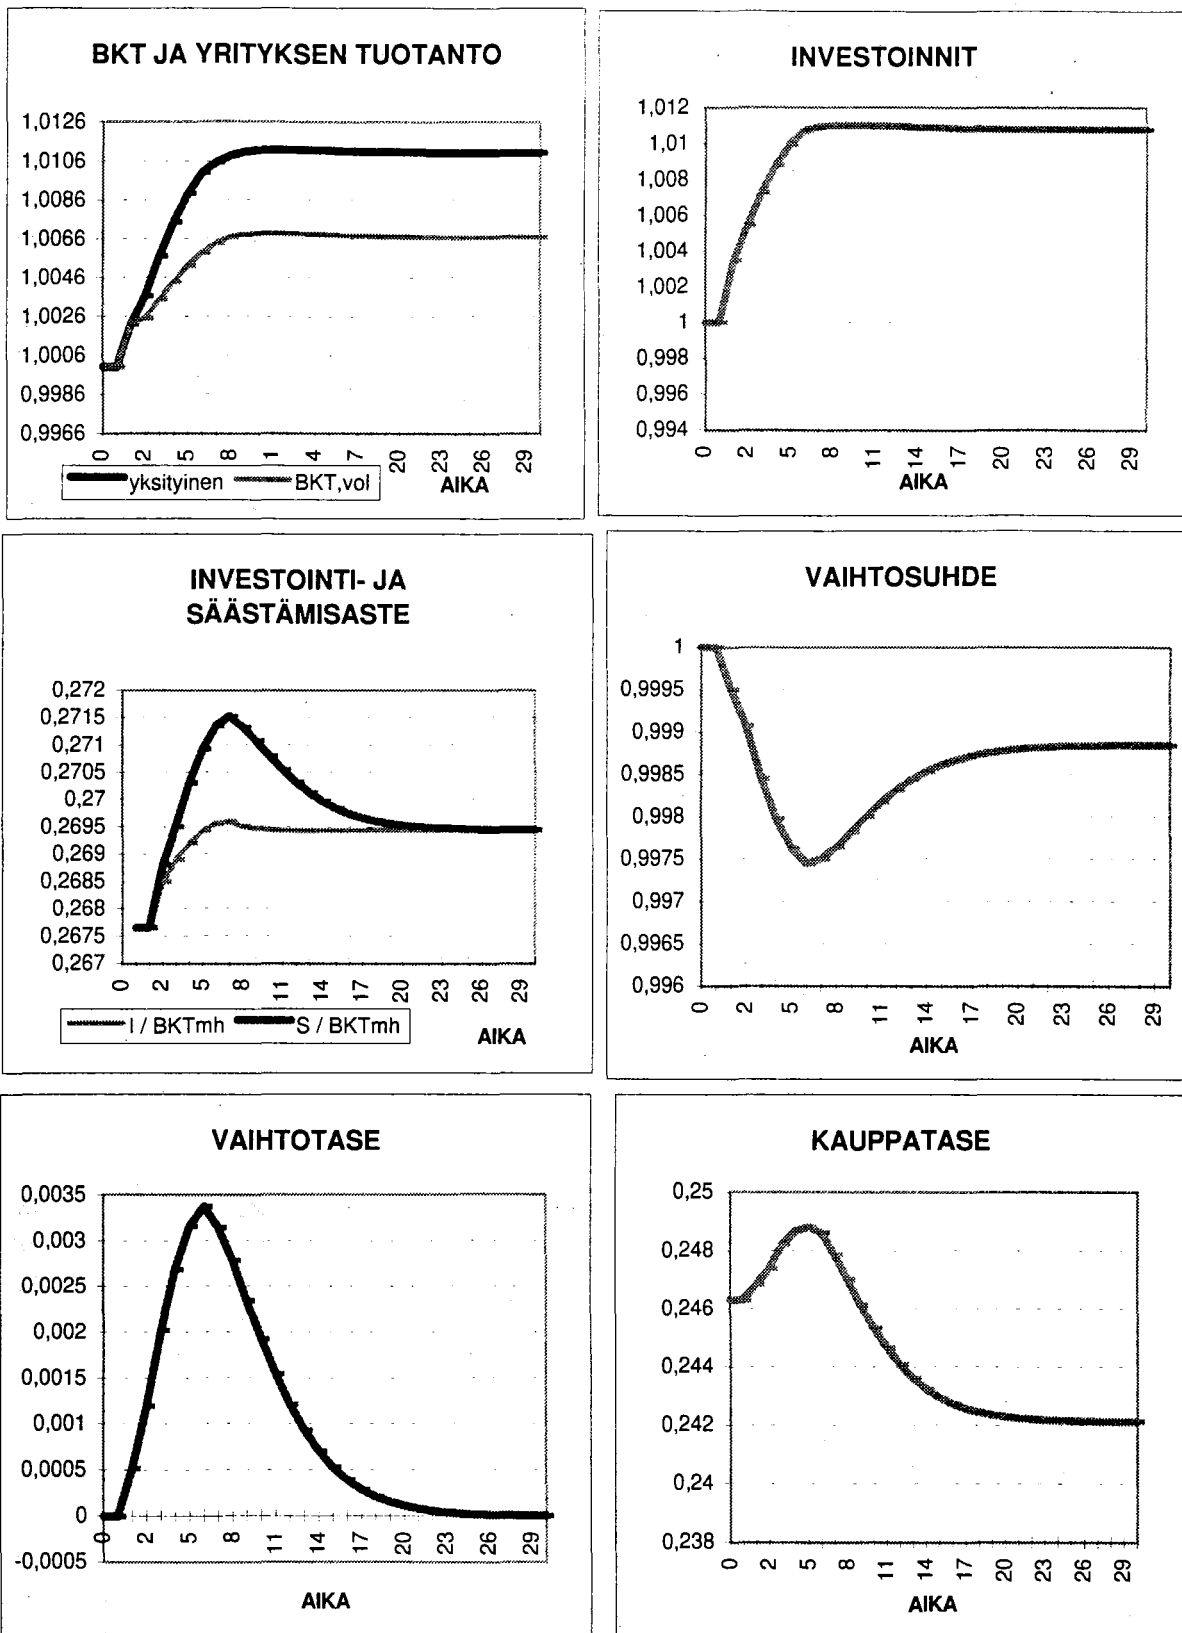 BKT JA YRITYKSEN TUOTANTO
1,0126
1,0106
1,0086
1,0066
1,0046
1,0026
1,0006
0,9986
0,9966
0 2 5 8 1 4 7 20 23 26 29
yksityinen BKT,vol
AIKA
INVESTOINNIT
1,012
1,01
1,008
1,006
1,004
1,002
1
0,998
0,996
0,994
0 2 5 8 11 14 17 20 23 26 29
AIKA
INVESTOINTI- JA
SÄÄSTÄMISASTE
0,272
0,2715
0,271
0,2705
0,27
0,2695
0,269
0,2685
0,268
0,2675
0,267
0 2 5 8 11 14 17 20 23 26 29
I / BKTmh S / BKTmh
AIKA
VAIHTOSUHDE
1
0,9995
0,999
0,9985
0,998
0,9975
0,997
0,9965
0,996
0 2 5 8 11 14 17 20 23 26 29
AIKA
VAIHTOTASE
0,0035
0,003
0,0025
0,002
0,0015
0,001
0,0005
0
-0,0005
0 2 5 8 11 14 17 20 23 26 29
AIKA
KAUPPATASE
0,25
0,248
0,246
0,244
0,242
0,24
0,238
0 2 5 8 11 14 17 20 23 26 29
AIKA